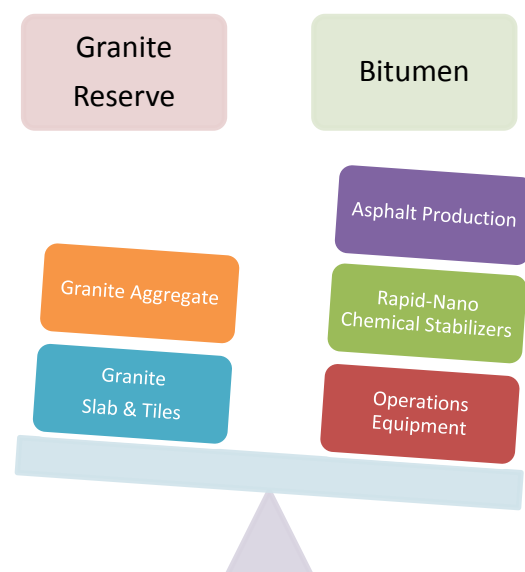 Granite
Reserve
Bitumen
Asphalt Production
Granite Aggregate
Rapid-Nano
Chemical Stabilizers
Granite
Slab & Tiles
Operations
Equipment